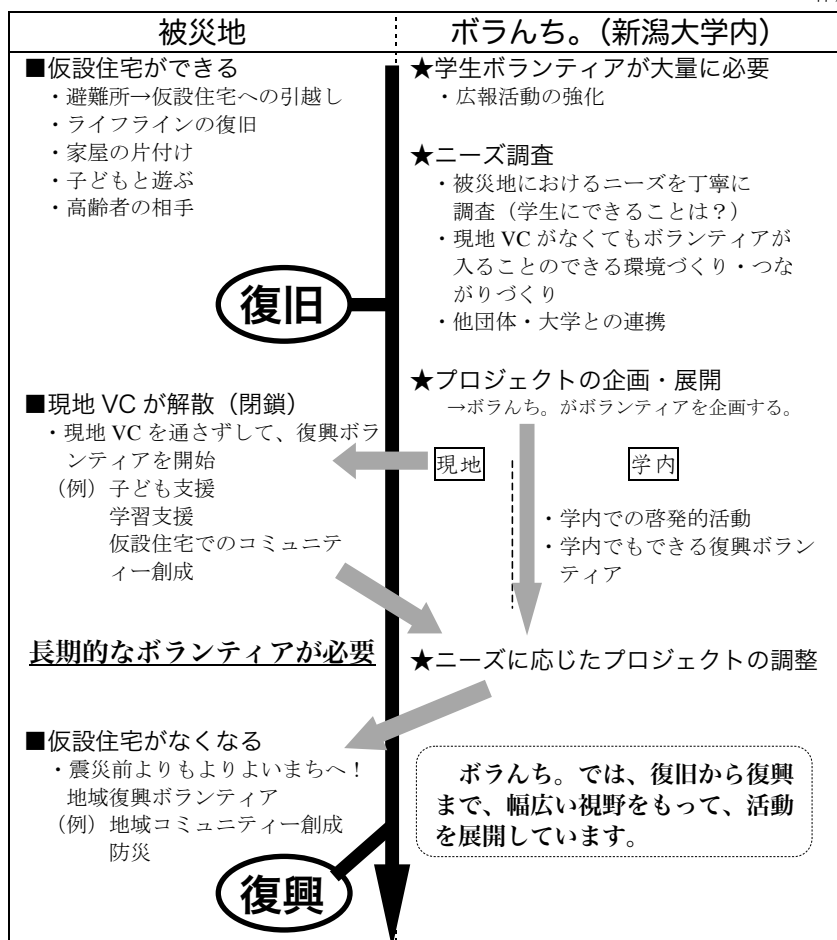 被災地
ボランち。（新潟大学内）
■仮設住宅ができる
・避難所→仮設住宅への引越し
・ライフラインの復旧
・家屋の片付け
・子どもと遊ぶ
・高齢者の相手
復旧
■現地 VC が解散（閉鎖）
・現地 VC を通さずして、復興ボラ
ンティアを開始
（例）子ども支援
学習支援
仮設住宅でのコミュニテ
ィー創成
長期的なボランティアが必要
■仮設住宅がなくなる
・震災前よりもよりよいまちへ！
地域復興ボランティア
（例）地域コミュニティー創成
防災
復興
★学生ボランティアが大量に必要
・広報活動の強化
★ニーズ調査
・被災地におけるニーズを丁寧に
調査（学生にできることは？）
・現地 VC がなくてもボランティアが
入ることのできる環境づくり・つな
がりづくり
・他団体・大学との連携
★プロジェクトの企画・展開
→ボラんち。がボランティアを企画する。
現地
学内
・学内での啓発的活動
・学内でもできる復興ボラン
ティア
★ニーズに応じたプロジェクトの調整
ボラんち。では、復旧から復興
まで、幅広い視野をもって、活動
を展開しています。